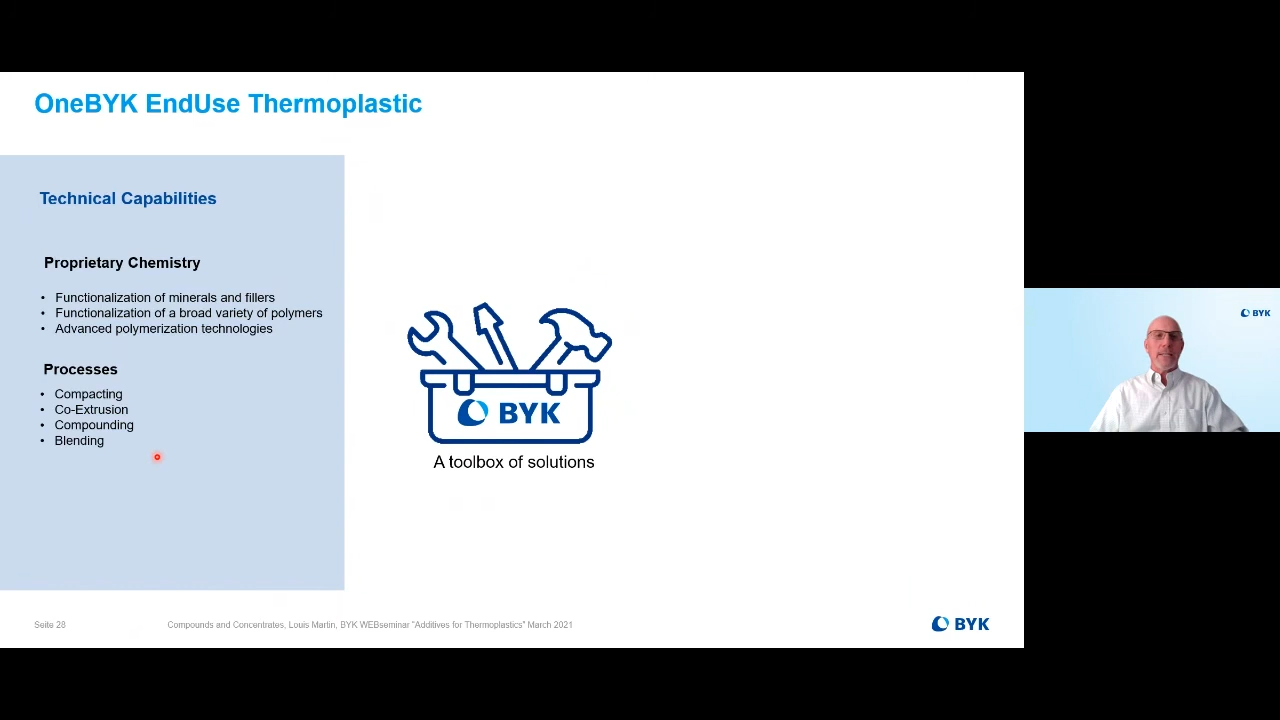 OneBYK EndUse Thermoplastic
Technical Capabilities
Proprietary Chemistry
• Functionalization of minerals and fillers
• Functionalization of a broad variety of polymers
• Advanced polymerization technologies
Processes
• Compacting
• Co-Extrusion
• Compounding
• Blending
BYK
A toolbox of solutions
BYK
Seite 28
Compounds and Concentrates, Louis Martin, BYK WEBseminar "Additives for Thermoplastics" March 2021
BYK